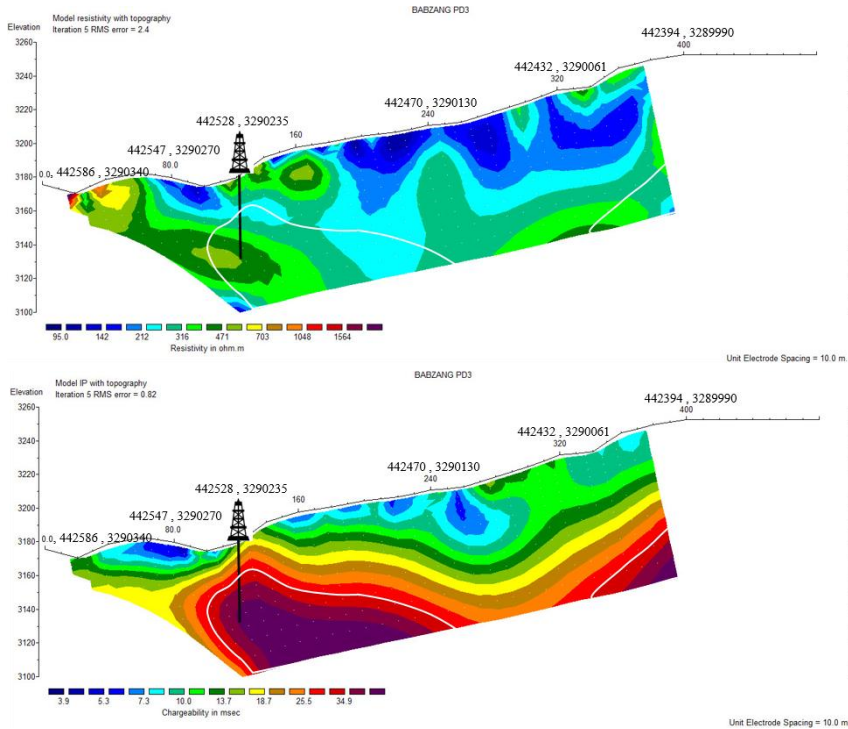 BABZANG PD3
Model resistivity with topography
Iteration 5 RMS error = 2.4
Elevation
3260
3240
3220
3200
3180
3160
3140
3120
3100
442394 , 3289990
400
442432 , 3290061
320
442470 , 3290130
240
442528 , 3290235
160
442547 , 3290270
80.0
0.0 442586 , 3290340
95.0 142 212 316 471 703 1048 1564
Resistivity in ohm.m
Unit Electrode Spacing = 10.0 m.
BABZANG PD3
Model IP with topography
Iteration 5 RMS error = 0.82
Elevation
3260
3240
3220
3200
3180
3160
3140
3120
3100
442394 , 3289990
400
442432 , 3290061
320
442470 , 3290130
240
442528 , 3290235
160
442547 , 3290270
80.0
0.0 442586 , 3290340
3.9 5.3 7.3 10.0 13.7 18.7 25.5 34.9
Chargeability in msec
Unit Electrode Spacing = 10.0 m.